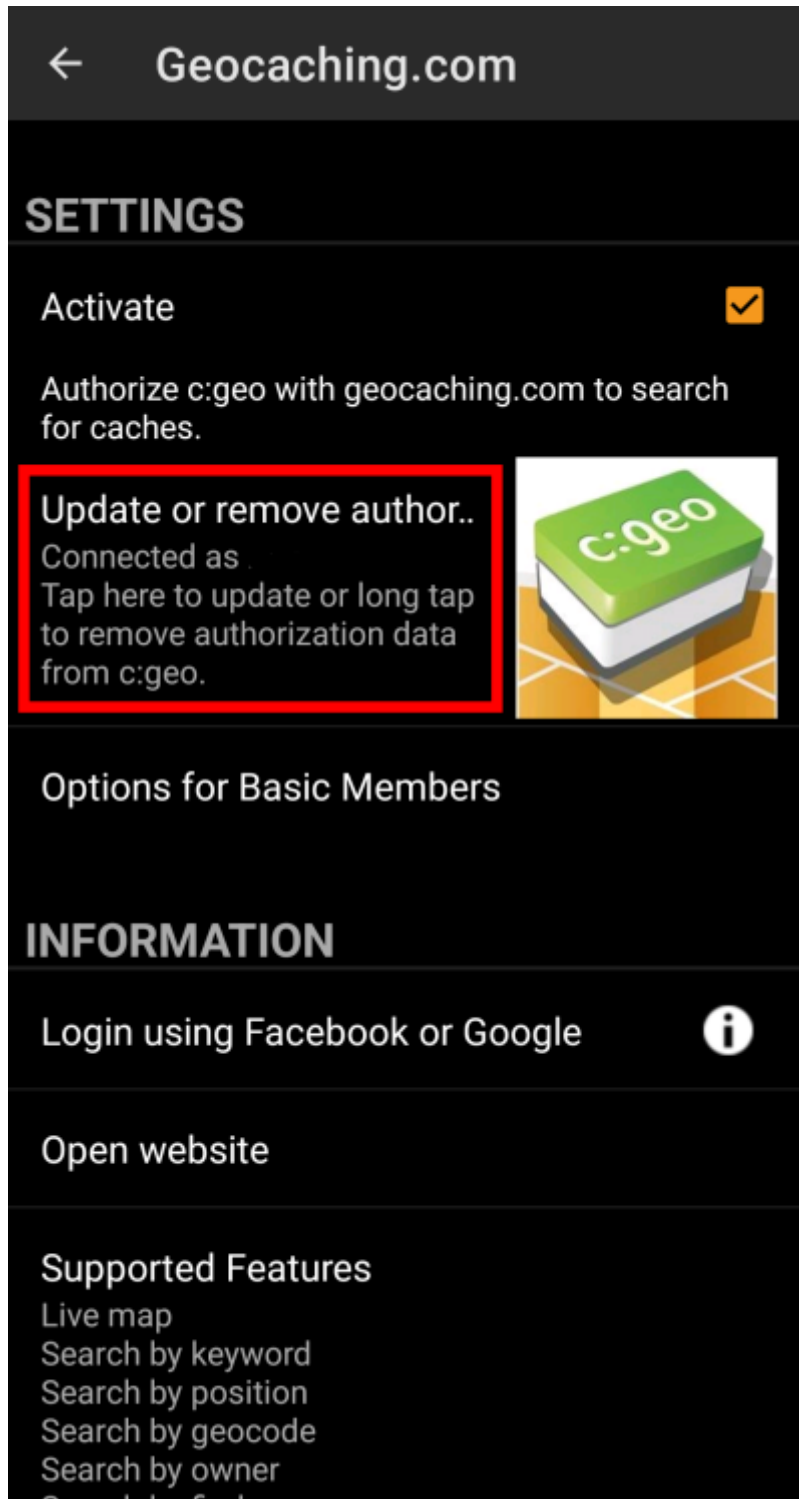 Geocaching.com
SETTINGS
Activate
Authorize c:geo with geocaching.com to search
for caches.
Update or remove author..
Connected as
Tap here to update or long tap
to remove authorization data
from c:geo.
c:geo
Options for Basic Members
INFORMATION
Login using Facebook or Google
Open website
Supported Features
Live map
Search by keyword
Search by position
Search by geocode
Search by owner